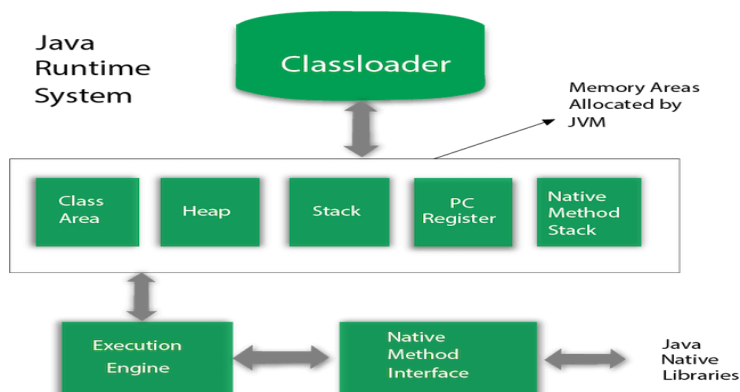 Java
Runtime
System
Classloader
Memory Areas
Allocated by
JVM
Class
Area
Heap
Stack
PC
Register
Native
Method
Stack
Execution
Engine
Native
Method
Interface
Java
Native
Libraries